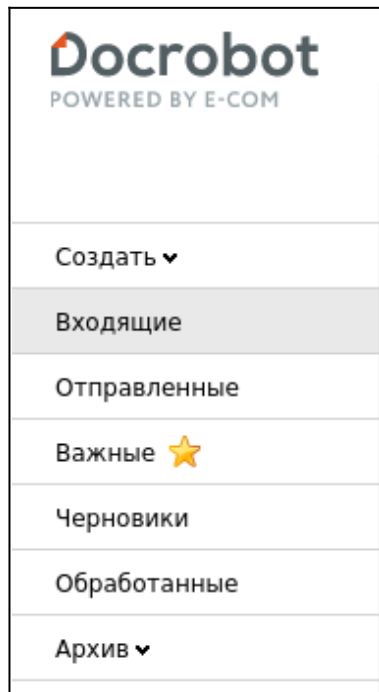 Docrobot
POWERED BY E-COM
Создать
Входящие
Отправленные
Важные
Черновики
Обработанные
Архив